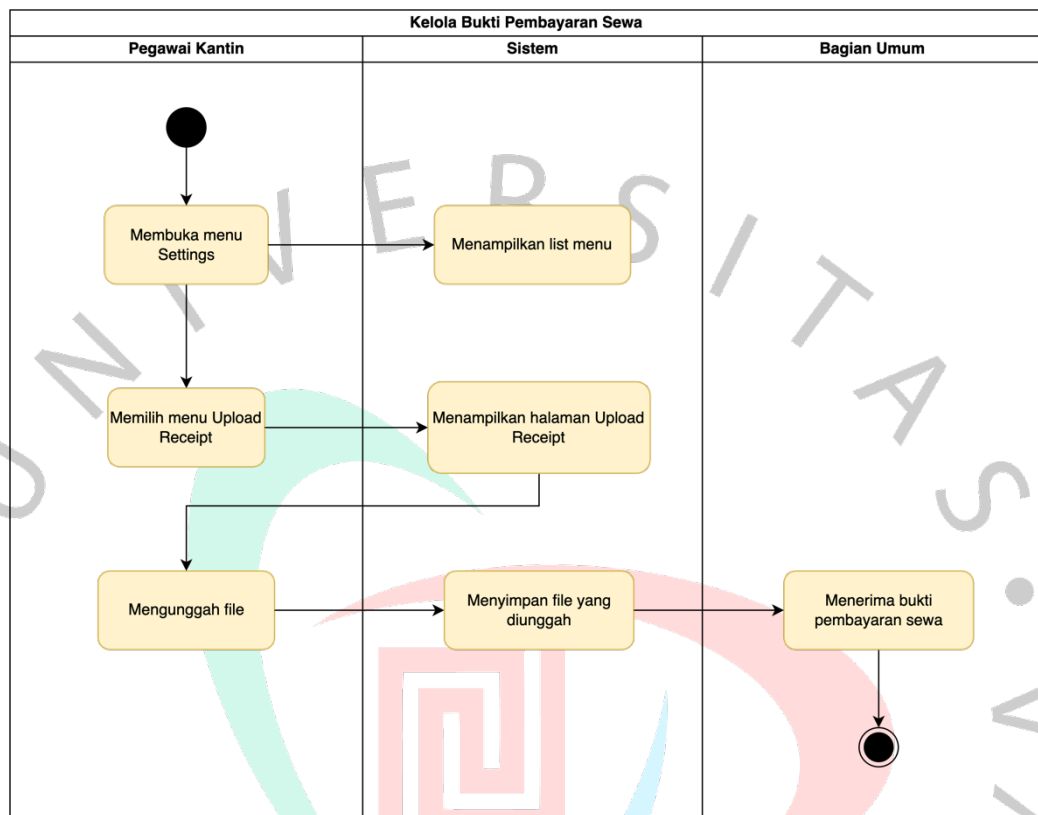 Kelola Bukti Pembayaran Sewa
Pegawai Kantin
Sistem
Bagian Umum
Membuka menu
Settings
Menampilkan list menu
Memilih menu Upload
Receipt
Menampilkan halaman Upload
Receipt
Mengunggah file
Menyimpan file yang
diunggah
Menerima bukti
pembayaran sewa
UNIVERSITAS